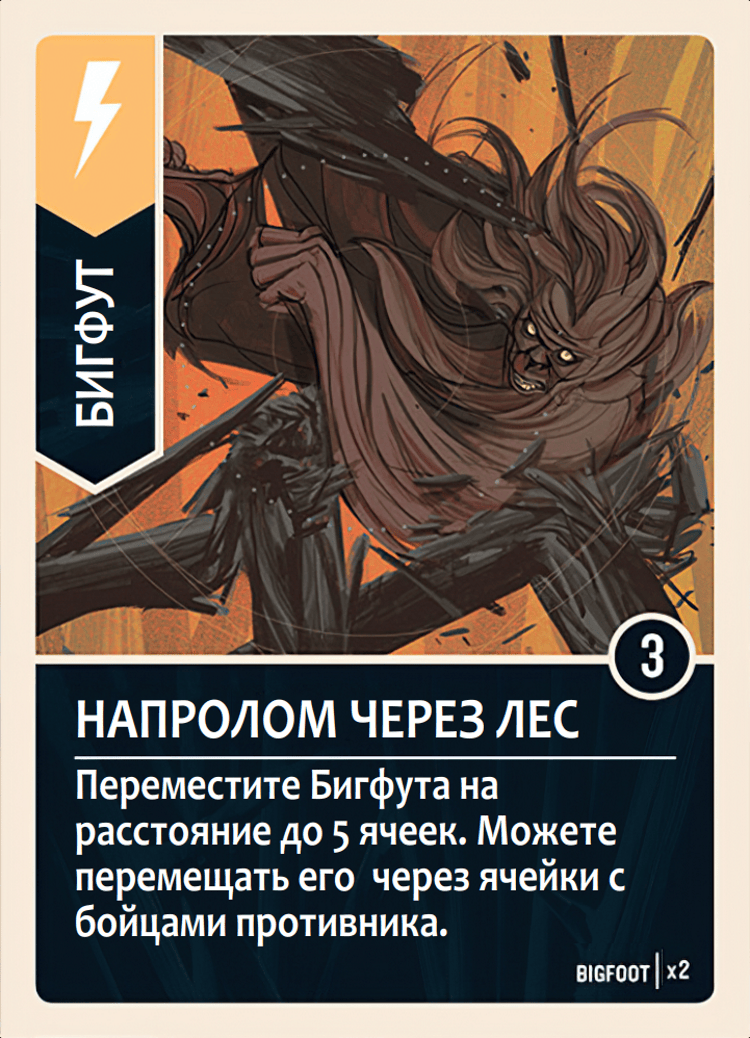 БИГФУТ
3
НАПРОЛОМ ЧЕРЕЗ ЛЕС
Переместите Бигфута на
расстояние до 5 ячеек. Можете
перемещать его через ячейки с
бойцами противника.
BIGFOOT | x2